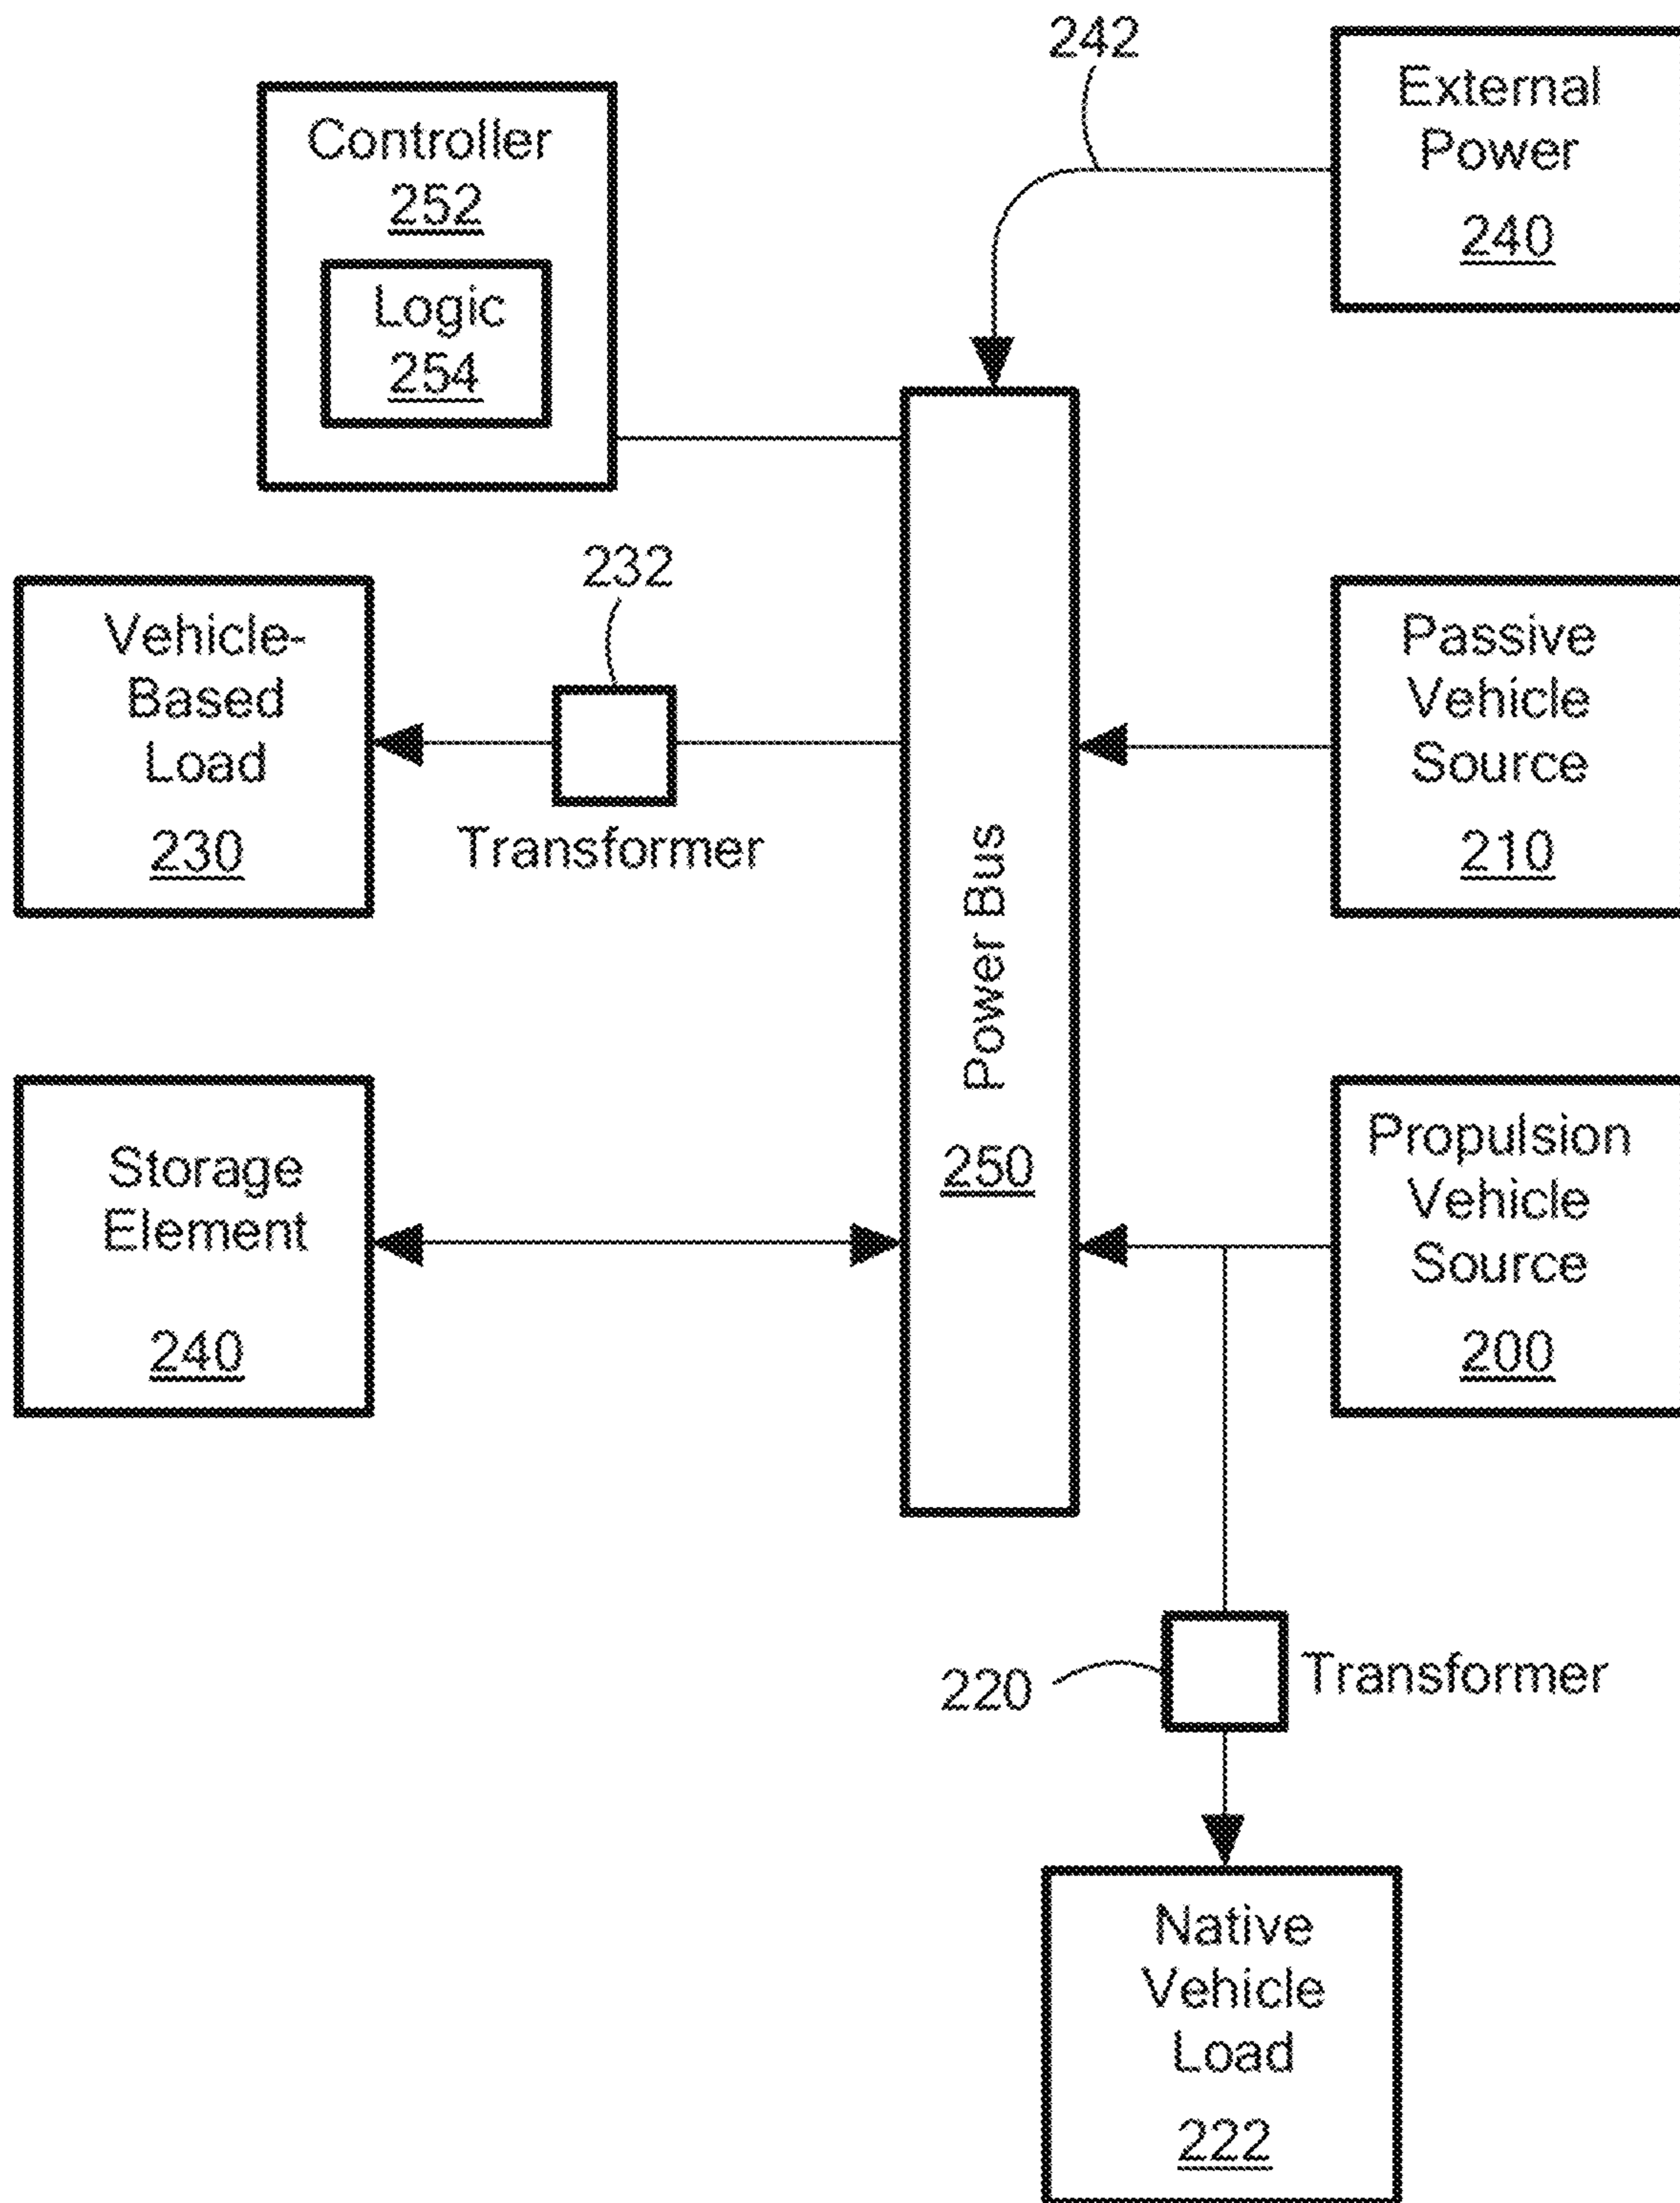 242
External
Power
240
Controller
252
Logic
254
232
Vehicle-
Based
Load
230
Transformer
Passive
Vehicle
Source
210
Power Bus
250
Storage
Element
240
Propulsion
Vehicle
Source
200
220
Transformer
Native
Vehicle
Load
222